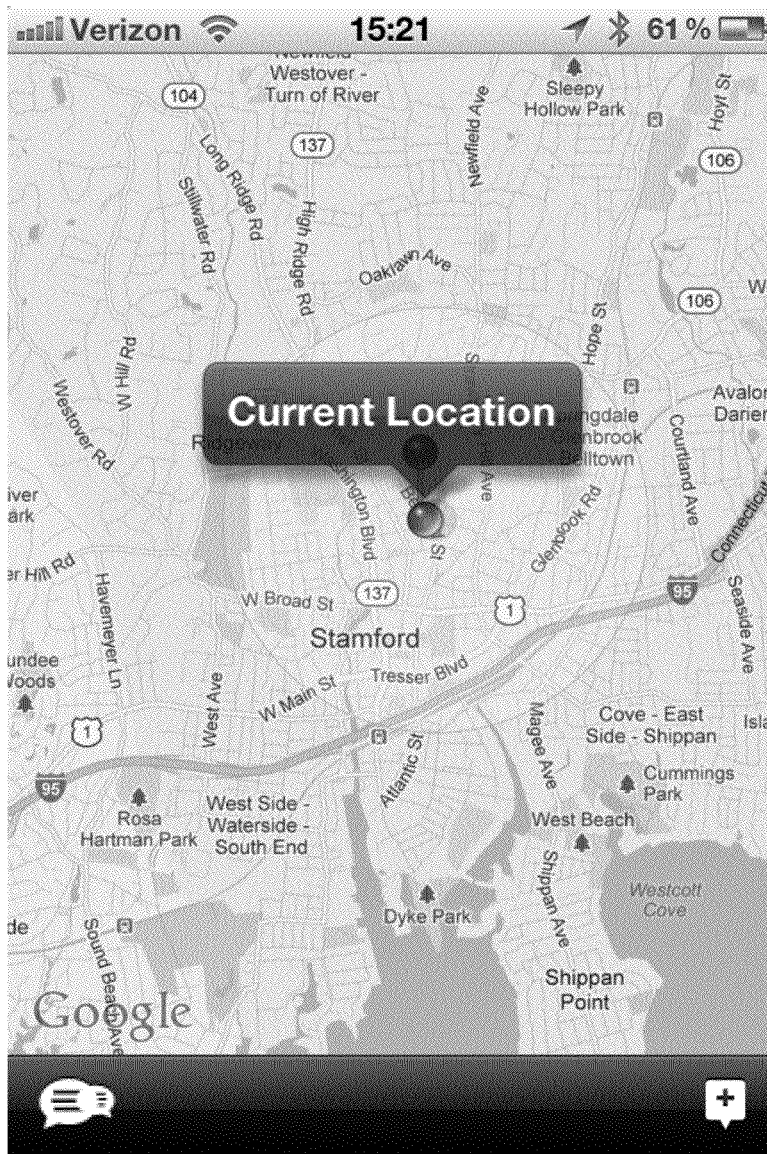 Verizon
15:21
61%
Westover -
Turn of River
104
137
Sleepy
Hollow Park
Hoyt St
106
Newfield Ave
Long Ridge Rd
Stillwater Rd
High Ridge Rd
Oaklawn Ave
106
Hope St
W Hill Rd
Westover Rd
Current Location
Avalon
Darien
Courtland Ave
Glenbrook
Belltown
Ridgeway
Washington Blvd
St
Ave
Glenbrook Rd
Connecticut
95
Seaside Ave
Havemeyer Ln
W Broad St
137
1
Stamford
Tresser Blvd
W Main St
West Ave
1
Atlantic St
Magee Ave
Cove - East
Side - Shippan
95
Cummings
Park
Rosa
Hartman Park
West Side -
Waterside -
South End
West Beach
Shippan Ave
Westcott
Cove
Dyke Park
Sound Beach Ave
Shippan
Point
Google